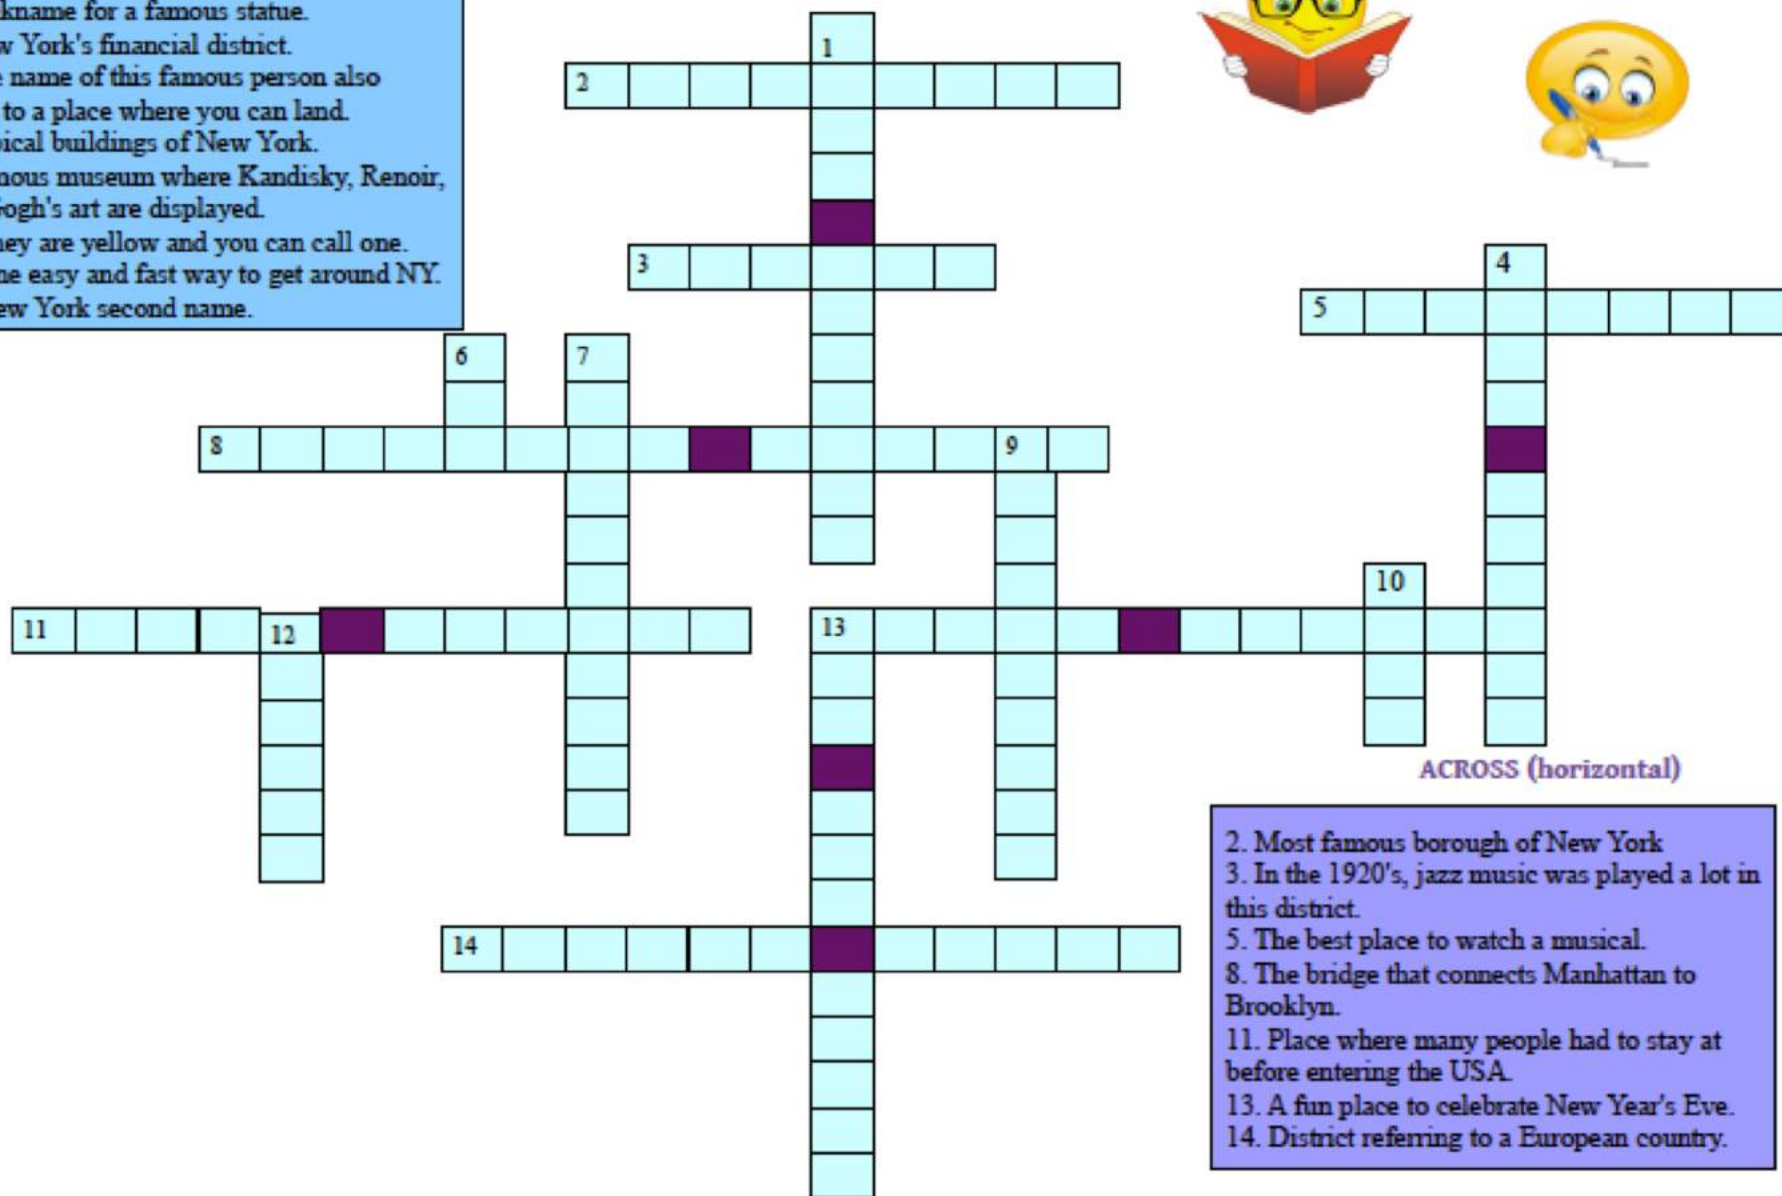 kname for a famous statue.
w York's financial district.
e name of this famous person also
to a place where you can land.
pical buildings of New York.
nous museum where Kandisky, Renoir,
Gogh's art are displayed.
hey are yellow and you can call one.
ne easy and fast way to get around NY.
ew York second name.
1
2
3
4
5
6
7
8
9
10
11
12
13
14
ACROSS (horizontal)
2. Most famous borough of New York
3. In the 1920's, jazz music was played a lot in
this district.
5. The best place to watch a musical.
8. The bridge that connects Manhattan to
Brooklyn.
11. Place where many people had to stay at
before entering the USA.
13. A fun place to celebrate New Year's Eve.
14. District referring to a European country.